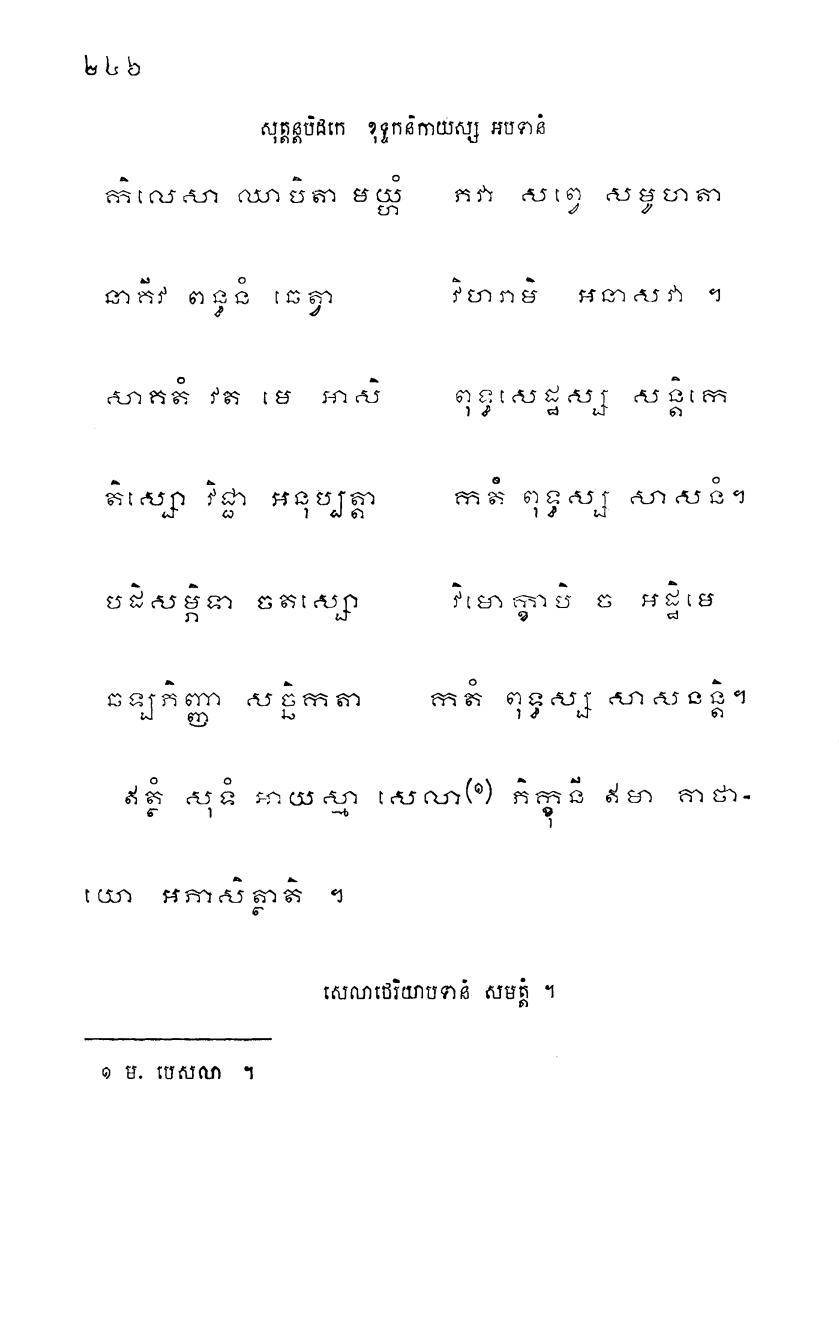 ២៤៦
សុត្តន្តបិដកេ ខុទ្ទកនិកាយស្ស អបទានំ
កិលេសា ឈាបិតា មយ្ហំ ភវា សព្វេ សមូហតា
នាគីវ ពន្ធនំ ឆេត្វា វិហរាមិ អនាសវា ។
សាគតំ វត មេ អាសិ ពុទ្ធសេដ្ឋស្ស សន្តិកេ
តិស្សោ វិជ្ជា អនុប្បត្តា កតំ ពុទ្ធស្ស សាសនំ។
បដិសម្ភិទា ចតស្សោ វិមោក្ខាបិ ច អដ្ឋិមេ
ឆឡ្បភិញ្ញា សច្ឆិកតា កតំ ពុទ្ធស្ស សាសនន្តិ។
ឥត្ថំ សុទំ អាយស្មា សេលា(១) ភិក្ខុនី ឥមា គាថា-
យោ អភាសិត្ថាតិ ។
សេលាថេរិយាបទានំ សមត្តំ ។
១ ម. បេសលា ។